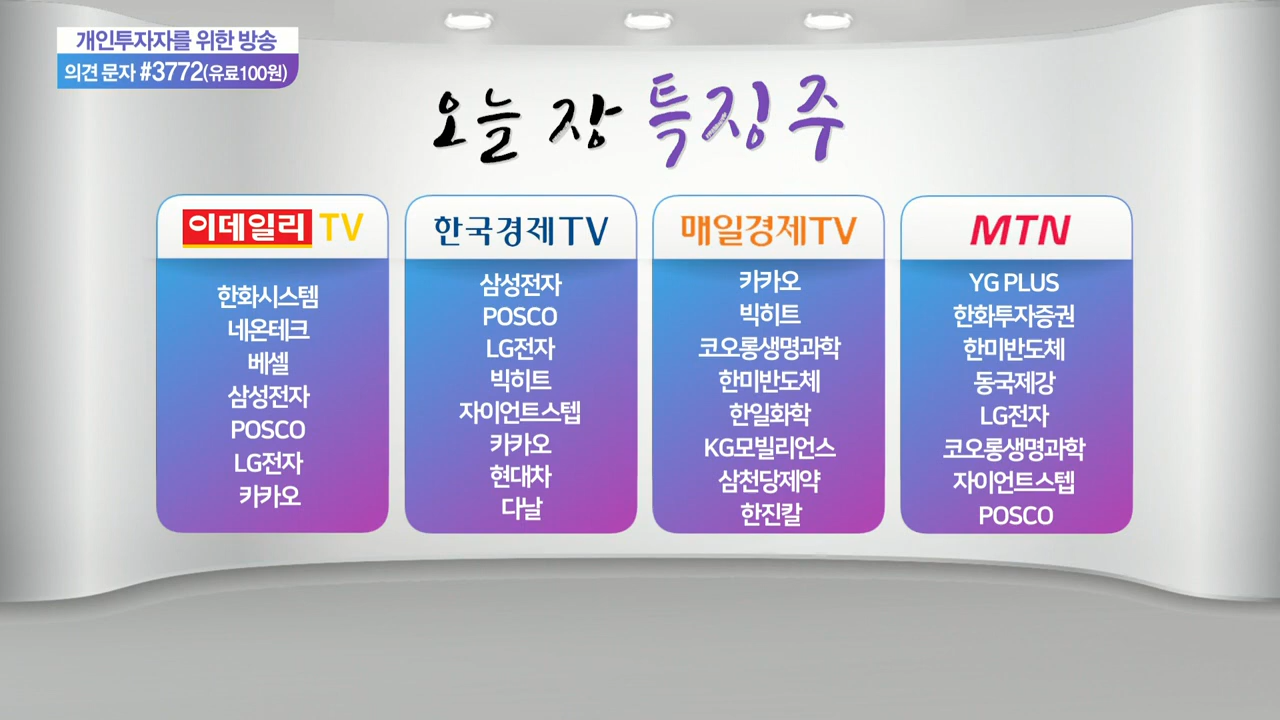 개인투자자를 위한 방송
의견 문자 #3772(유료100원)
오늘 장 특징주
이데일리 TV
한화시스템
네온테크
베셀
삼성전자
POSCO
LG전자
카카오
한국경제TV
삼성전자
POSCO
LG전자
빅히트
자이언트스텝
카카오
현대차
다날
매일경제TV
카카오
빅히트
코오롱생명과학
한미반도체
한일화학
KG모빌리언스
삼천당제약
한진칼
MTN
YG PLUS
한화투자증권
한미반도체
동국제강
LG전자
코오롱생명과학
자이언트스텝
POSCO